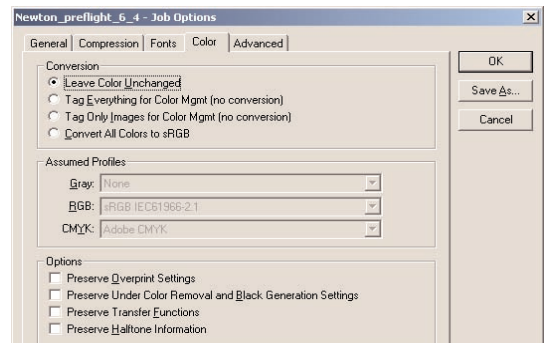 Newton_preflight_6_4 - Job Options
General Compression Fonts Color Advanced
OK
Save As...
Cancel
Conversion
Leave Color Unchanged
Tag Everything for Color Mgmt (no conversion)
Tag Only Images for Color Mgmt (no conversion)
Convert All Colors to sRGB
Assumed Profiles
Gray: None
RGB: sRGB IEC61966-2.1
CMYK: Adobe CMYK
Options
Preserve Overprint Settings
Preserve Under Color Removal and Black Generation Settings
Preserve Transfer Functions
Preserve Halftone Information